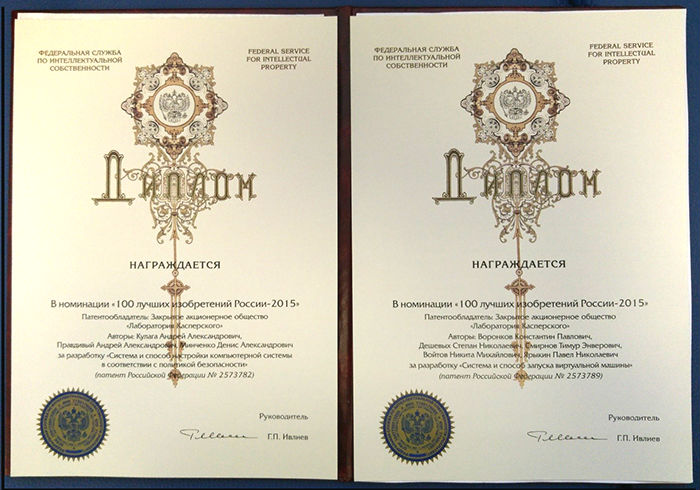 ФЕДЕРАЛЬНАЯ СЛУЖБА
ПО ИНТЕЛЛЕКТУАЛЬНОЙ
СОБСТВЕННОСТИ
FEDERAL SERVICE
FOR INTELLECTUAL
PROPERTY
ДИПЛОМ
НАГРАЖДАЕТСЯ
В номинации «100 лучших изобретений России-2015»
Патентообладатель: Закрытое акционерное общество
«Лаборатория Касперского»
Авторы: Кулага Андрей Александрович,
Правдивый Андрей Александрович, Минченко Денис Александрович
за разработку «Система и способ настройки компьютерной системы
в соответствии с политикой безопасности»
(патент Российской Федерации № 2573782)
Руководитель
Г.П. Ивлиев
ФЕДЕРАЛЬНАЯ СЛУЖБА
ПО ИНТЕЛЛЕКТУАЛЬНОЙ
СОБСТВЕННОСТИ
FEDERAL SERVICE
FOR INTELLECTUAL
PROPERTY
ДИПЛОМ
НАГРАЖДАЕТСЯ
В номинации «100 лучших изобретений России-2015»
Патентообладатель: Закрытое акционерное общество
«Лаборатория Касперского»
Авторы: Воронков Константин Павлович,
Дешевых Степан Николаевич, Смирнов Тимур Энверович,
Войтов Никита Михайлович, Ярыкин Павел Николаевич
за разработку «Система и способ запуска виртуальной машины»
(патент Российской Федерации № 2573789)
Руководитель
Г.П. Ивлиев